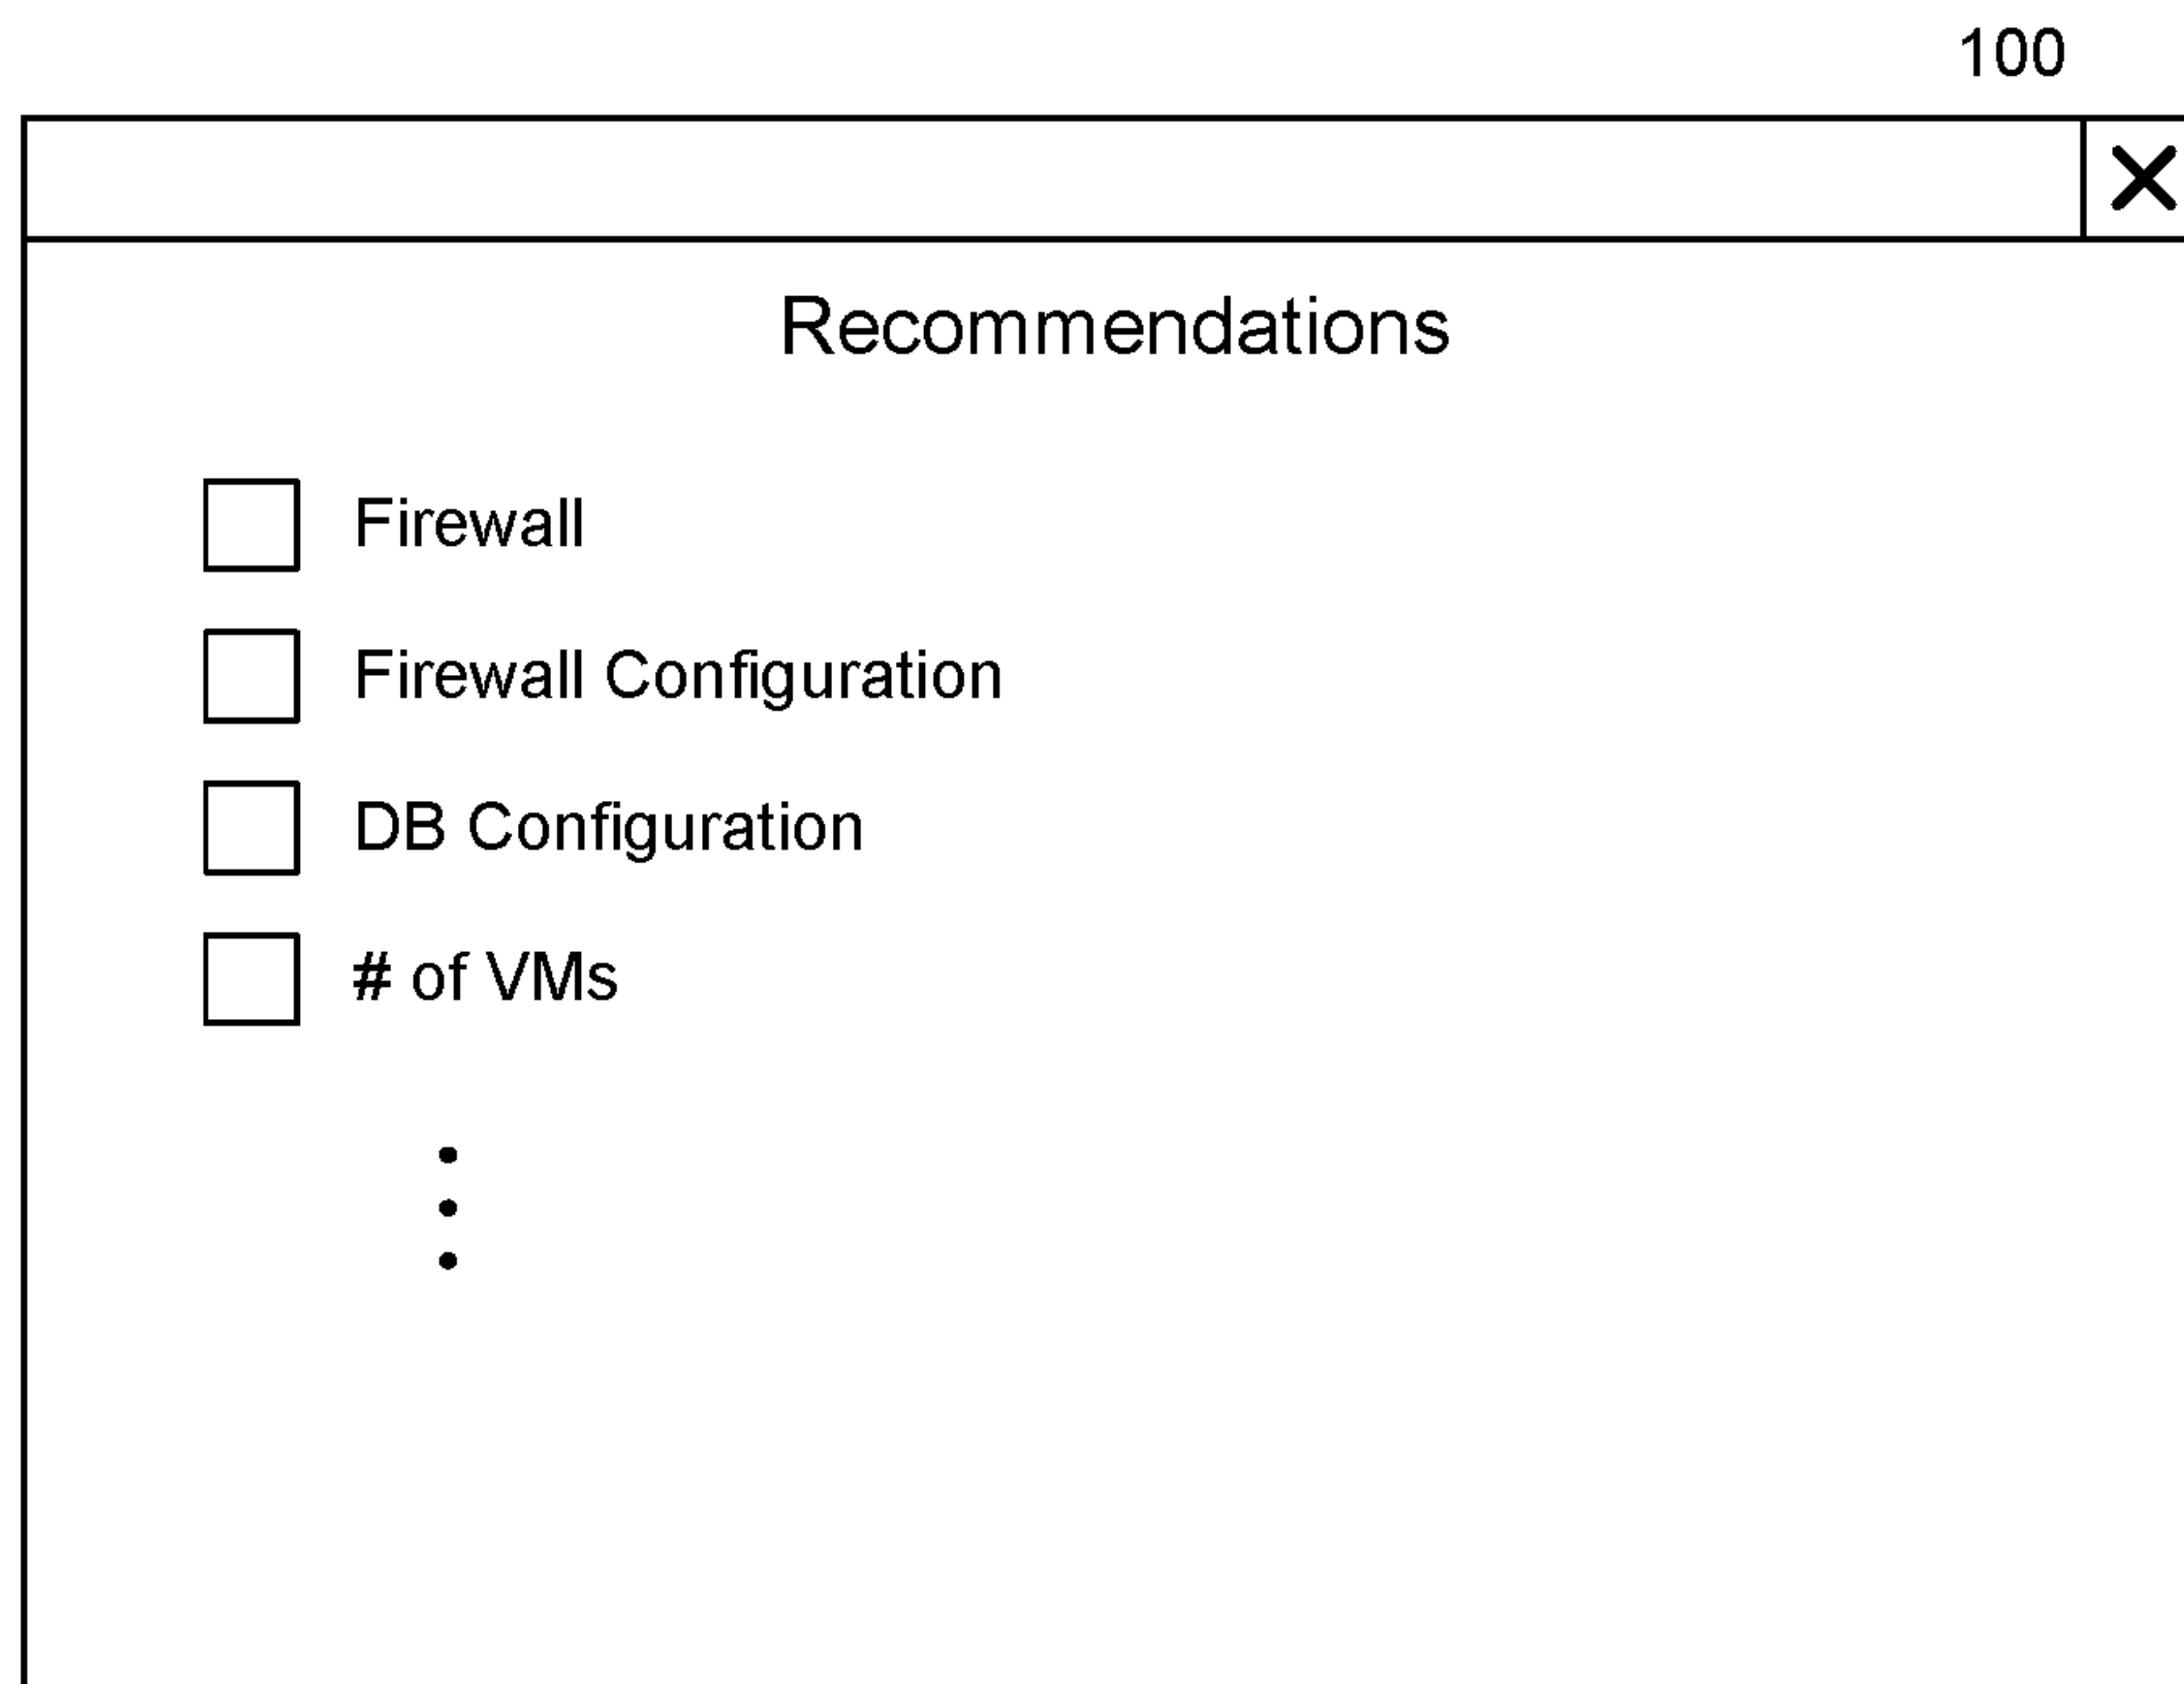 100
Recommendations
Firewall
Firewall Configuration
DB Configuration
# of VMs